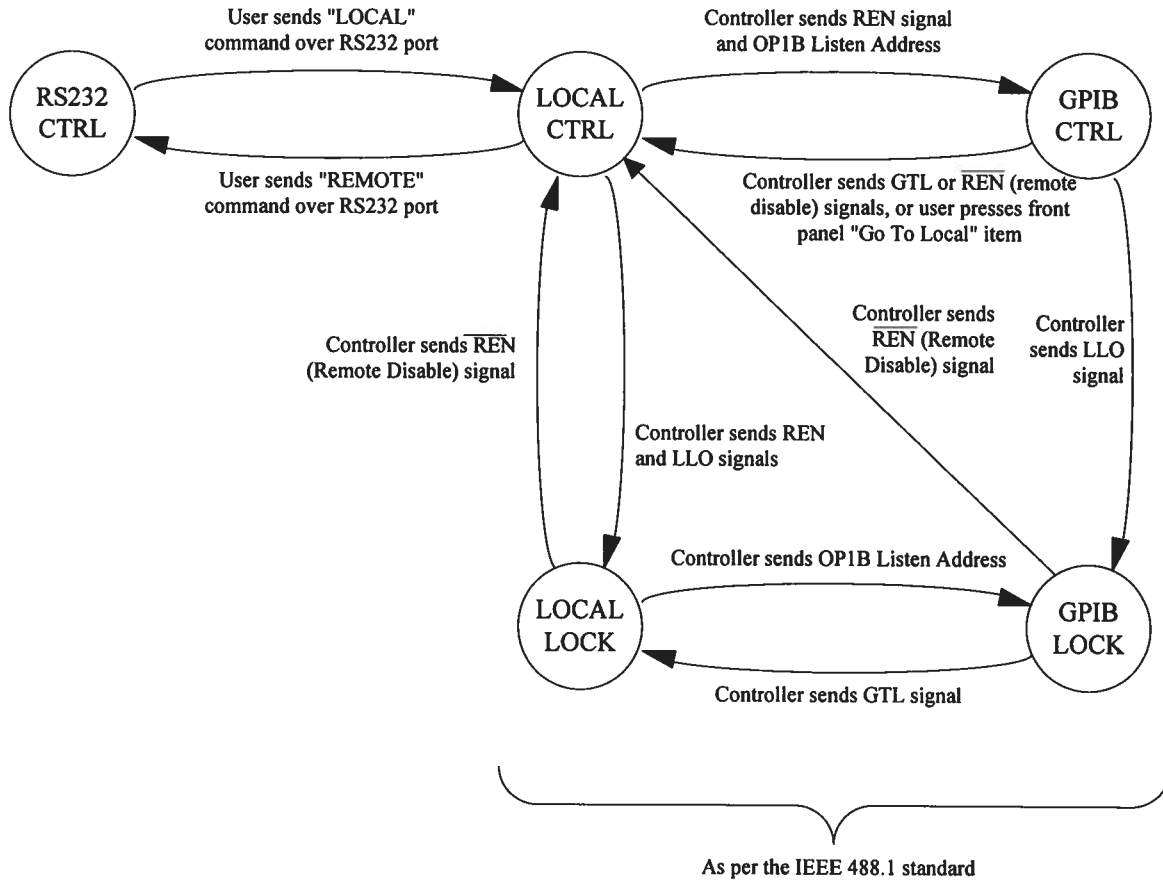 User sends "LOCAL"
command over RS232 port
Controller sends REN signal
and OP1B Listen Address
RS232
CTRL
LOCAL
CTRL
GPIB
CTRL
User sends "REMOTE"
command over RS232 port
Controller sends GTL or R̅E̅N̅ (remote
disable) signals, or user presses front
panel "Go To Local" item
Controller sends R̅E̅N̅
(Remote Disable) signal
Controller sends
R̅E̅N̅ (Remote
Disable) signal
Controller
sends LLO
signal
Controller sends REN
and LLO signals
Controller sends OP1B Listen Address
LOCAL
LOCK
GPIB
LOCK
Controller sends GTL signal
As per the IEEE 488.1 standard